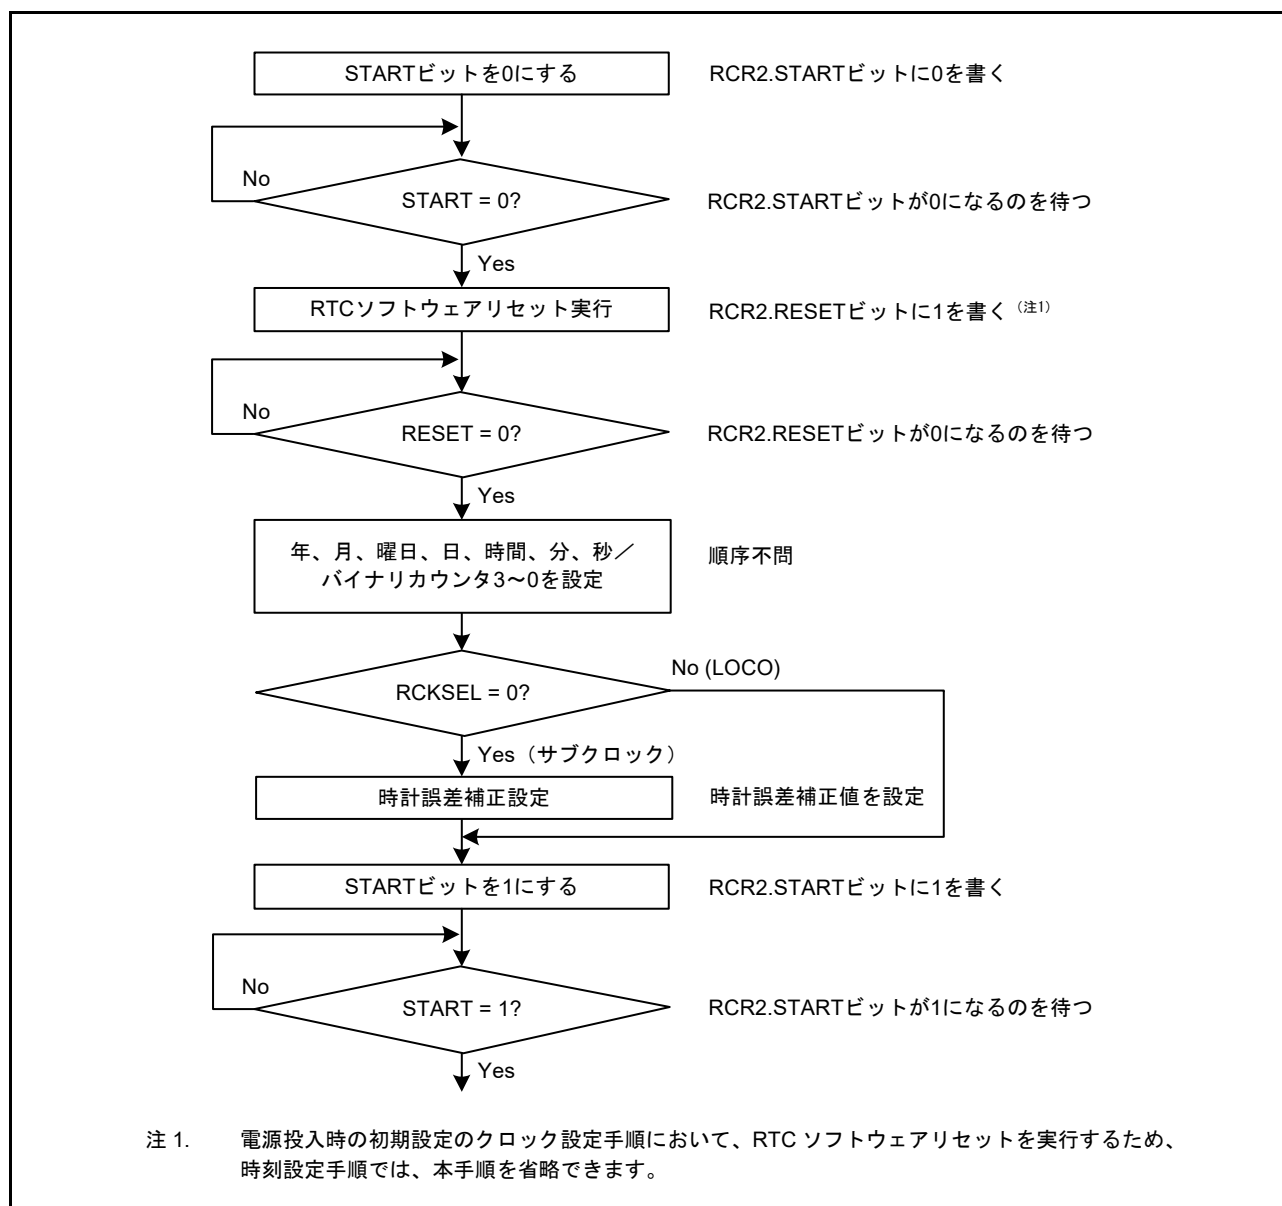 STARTビットを0にする
RCR2.STARTビットに0を書く
No
START = 0?
RCR2.STARTビットが0になるのを待つ
Yes
RTCソフトウェアリセット実行
RCR2.RESETビットに1を書く（注1）
No
RESET = 0?
RCR2.RESETビットが0になるのを待つ
Yes
年、月、曜日、日、時間、分、秒／
バイナリカウンタ3～0を設定
順序不問
No (LOCO)
RCKSEL = 0?
Yes（サブクロック）
時計誤差補正設定
時計誤差補正値を設定
STARTビットを1にする
RCR2.STARTビットに1を書く
No
START = 1?
RCR2.STARTビットが1になるのを待つ
Yes
注 1. 電源投入時の初期設定のクロック設定手順において、RTC ソフトウェアリセットを実行するため、
時刻設定手順では、本手順を省略できます。